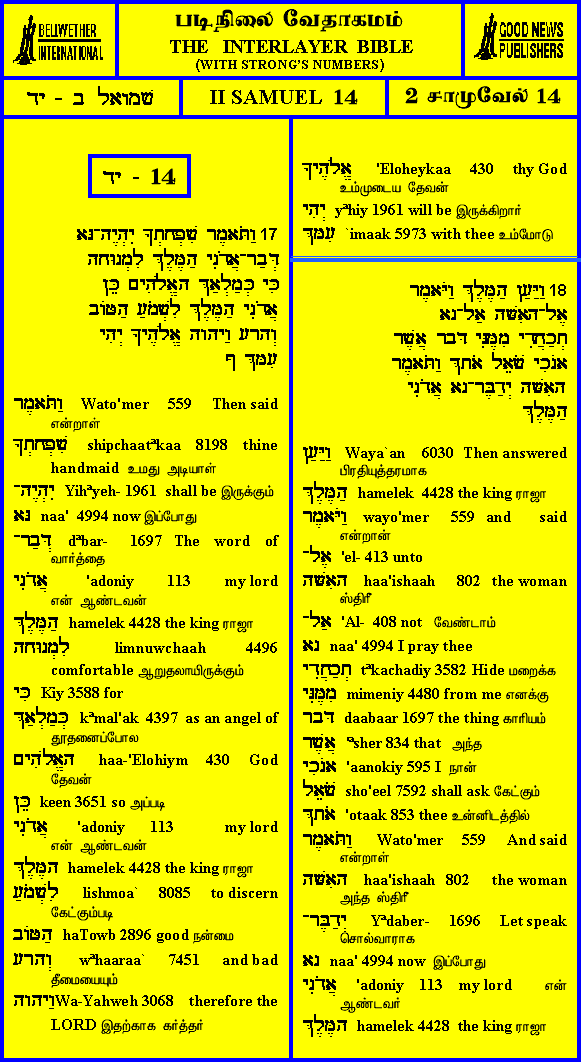 BELLWETHER
INTERNATIONAL
படிநிலை வேதாகமம்
THE INTERLAYER BIBLE
(WITH STRONG'S NUMBERS)
GOOD NEWS
PUBLISHERS
שמואל ב - יד
II SAMUEL 14
2 சாமுவேல் 14
יד - 14
17 וַתֹּאמֶר שִׁפְחָתְךָ יִהְיֶה־נָּא
דְּבַר־אֲדֹנִי הַמֶּלֶךְ לִמְנוּחָה
כִּי כְּמַלְאַךְ הָאֱלֹהִים כֵּן
אֲדֹנִי הַמֶּלֶךְ לִשְׁמֹעַ הַטּוֹב
וְהָרָע וַיהוָה אֱלֹהֶיךָ יְהִי
עִמָּךְ׃ ף
וַתֹּאמֶר Wato'mer 559 Then said
என்றாள்
שִׁפְחָתְךָ shipchaatªkaa 8198 thine
handmaid உமது அடியாள்
יִהְיֶה־ Yihªyeh- 1961 shall be இருக்கும்
נָּא naa' 4994 now இப்போது
דְּבַר־ dªbar- 1697 The word of
வார்த்தை
אֲדֹנִי 'adoniy 113 my lord
என் ஆண்டவன்
הַמֶּלֶךְ hamelek 4428 the king ராஜா
לִמְנוּחָה limnuwchaah 4496
comfortable ஆறுதலாயிருக்கும்
כִּי Kiy 3588 for
כְּמַלְאַךְ kªmal'ak 4397 as an angel of
தூதனைப்போல
הָאֱלֹהִים haa-'Elohiym 430 God
தேவன்
כֵּן keen 3651 so அப்படி
אֲדֹנִי 'adoniy 113 my lord
என் ஆண்டவன்
הַמֶּלֶךְ hamelek 4428 the king ராஜா
לִשְׁמֹעַ lishmoa` 8085 to discern
கேட்கும்படி
הַטּוֹב haTowb 2896 good நன்மை
וְהָרָע wªhaaraa` 7451 and bad
தீமையையும்
וַיהוָה Wa-Yahweh 3068 therefore the
LORD இதற்காக கர்த்தர்
אֱלֹהֶיךָ 'Eloheykaa 430 thy God
உம்முடைய தேவன்
יְהִי yªhiy 1961 will be இருக்கிறார்
עִמָּךְ `imaak 5973 with thee உம்மோடு
18 וַיַּעַן הַמֶּלֶךְ וַיֹּאמֶר
אֶל־הָאִשָּׁה אַל־נָא
תְכַחֲדִי מִמֶּנִּי דָּבָר אֲשֶׁר
אָנֹכִי שֹׁאֵל אֹתָךְ וַתֹּאמֶר
הָאִשָּׁה יְדַבֶּר־נָא אֲדֹנִי
הַמֶּלֶךְ
וַיַּעַן Waya`an 6030 Then answered
பிரதியுத்தரமாக
הַמֶּלֶךְ hamelek 4428 the king ராஜா
וַיֹּאמֶר wayo'mer 559 and said
என்றான்
אֶל־ 'el- 413 unto
הָאִשָּׁה haa'ishaah 802 the woman
ஸ்திரீ
אַל־ 'Al- 408 not வேண்டாம்
נָא naa' 4994 I pray thee
תְכַחֲדִי tªkachadiy 3582 Hide மறைக்க
מִמֶּנִּי mimeniy 4480 from me எனக்கு
דָּבָר daabaar 1697 the thing காரியம்
אֲשֶׁר ªsher 834 that அந்த
אָנֹכִי 'aanokiy 595 I நான்
שֹׁאֵל sho'eel 7592 shall ask கேட்கும்
אֹתָךְ 'otaak 853 thee உன்னிடத்தில்
וַתֹּאמֶר Wato'mer 559 And said
என்றாள்
הָאִשָּׁה haa'ishaah 802 the woman
அந்த ஸ்திரீ
יְדַבֶּר־ Yªdaber- 1696 Let speak
சொல்வாராக
נָא naa' 4994 now இப்போது
אֲדֹנִי 'adoniy 113 my lord என்
ஆண்டவர்
הַמֶּלֶךְ hamelek 4428 the king ராஜா